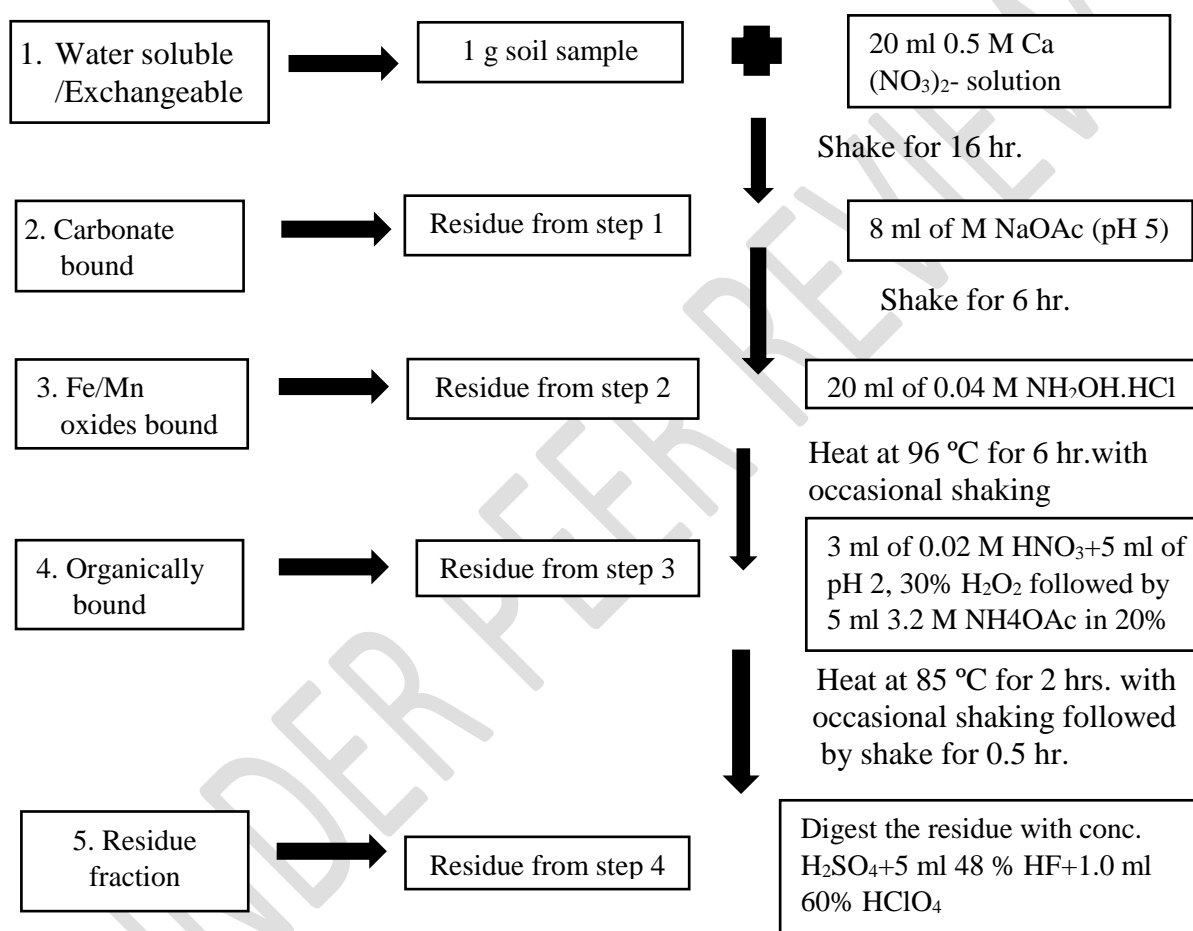 1. Water soluble
/Exchangeable
1 g soil sample
20 ml 0.5 M Ca
(NO₃)₂- solution
Shake for 16 hr.
2. Carbonate
bound
Residue from step 1
8 ml of M NaOAc (pH 5)
Shake for 6 hr.
3. Fe/Mn
oxides bound
Residue from step 2
20 ml of 0.04 M NH₂OH.HCl
Heat at 96 ºC for 6 hr.with
occasional shaking
4. Organically
bound
Residue from step 3
3 ml of 0.02 M HNO₃+5 ml of
pH 2, 30% H₂O₂ followed by
5 ml 3.2 M NH4OAc in 20%
Heat at 85 ºC for 2 hrs. with
occasional shaking followed
by shake for 0.5 hr.
5. Residue
fraction
Residue from step 4
Digest the residue with conc.
H₂SO₄+5 ml 48 % HF+1.0 ml
60% HClO₄
UNDER PEER REVIEW